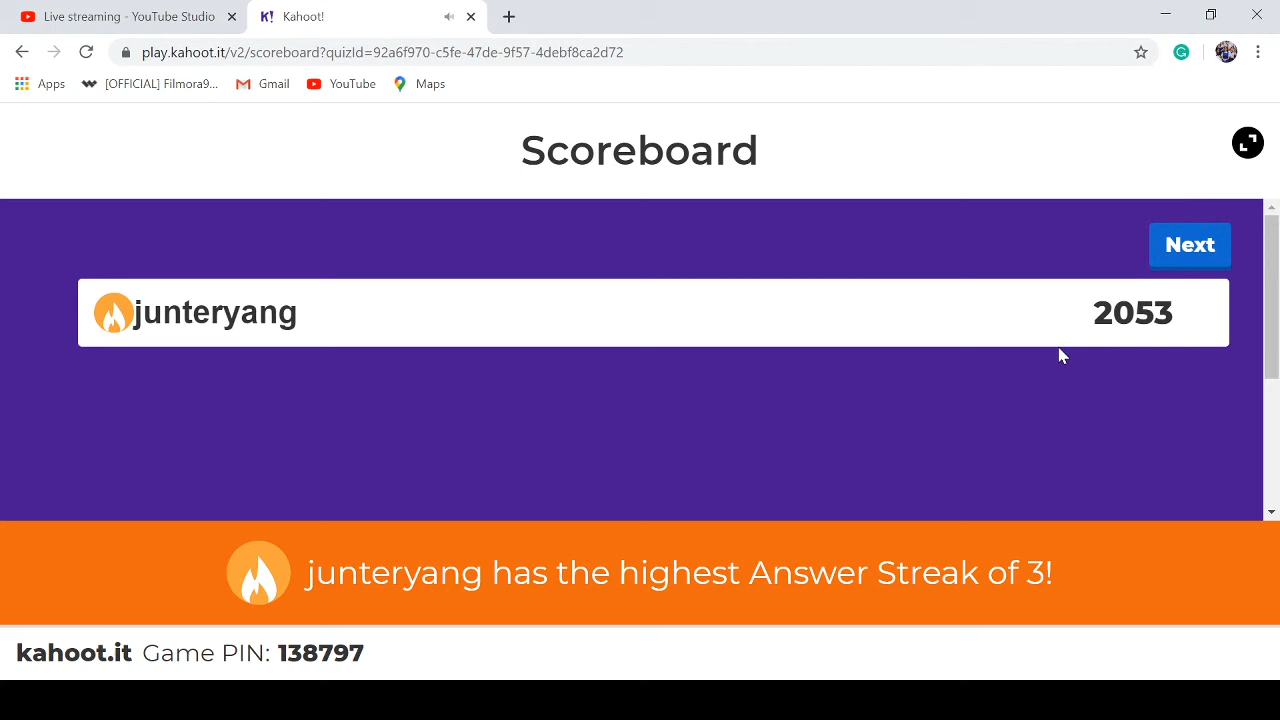 Live streaming - YouTube Studio
K! Kahoot!
play.kahoot.it/v2/scoreboard?quizId=92a6f970-c5fe-47de-9f57-4debf8ca2d72
Apps [OFFICIAL] Filmora9... Gmail YouTube Maps
Scoreboard
Next
junteryang 2053
junteryang has the highest Answer Streak of 3!
kahoot.it Game PIN: 138797